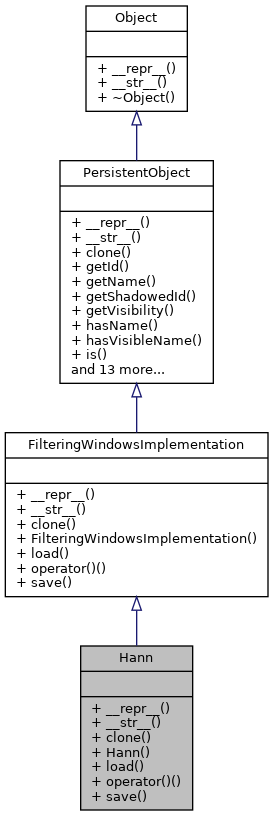 Object
+ __repr__()
+ __str__()
+ ~Object()
PersistentObject
+ __repr__()
+ __str__()
+ clone()
+ getId()
+ getName()
+ getShadowedId()
+ getVisibility()
+ hasName()
+ hasVisibleName()
+ is()
and 13 more...
FilteringWindowsImplementation
+ __repr__()
+ __str__()
+ clone()
+ FilteringWindowsImplementation()
+ load()
+ operator()()
+ save()
Hann
+ __repr__()
+ __str__()
+ clone()
+ Hann()
+ load()
+ operator()()
+ save()